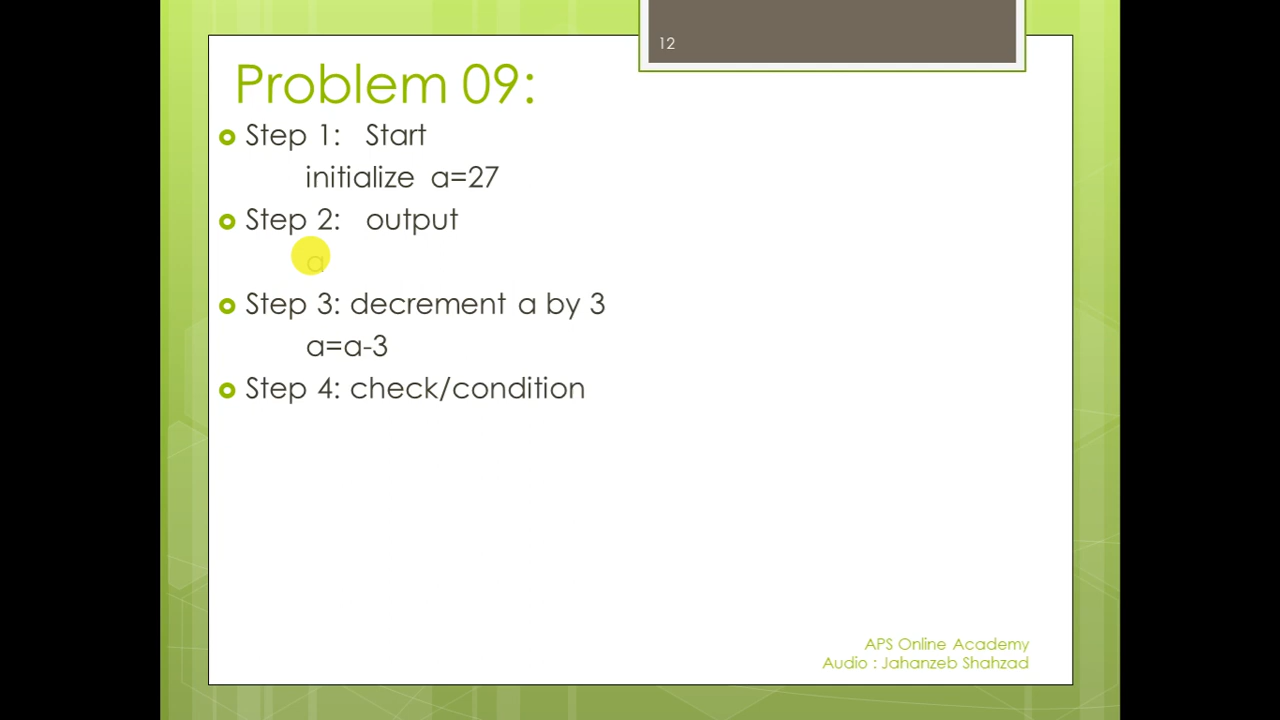 12
Problem 09:
Step 1: Start
initialize a=27
Step 2: output
a
Step 3: decrement a by 3
a=a-3
Step 4: check/condition
APS Online Academy
Audio : Jahanzeb Shahzad